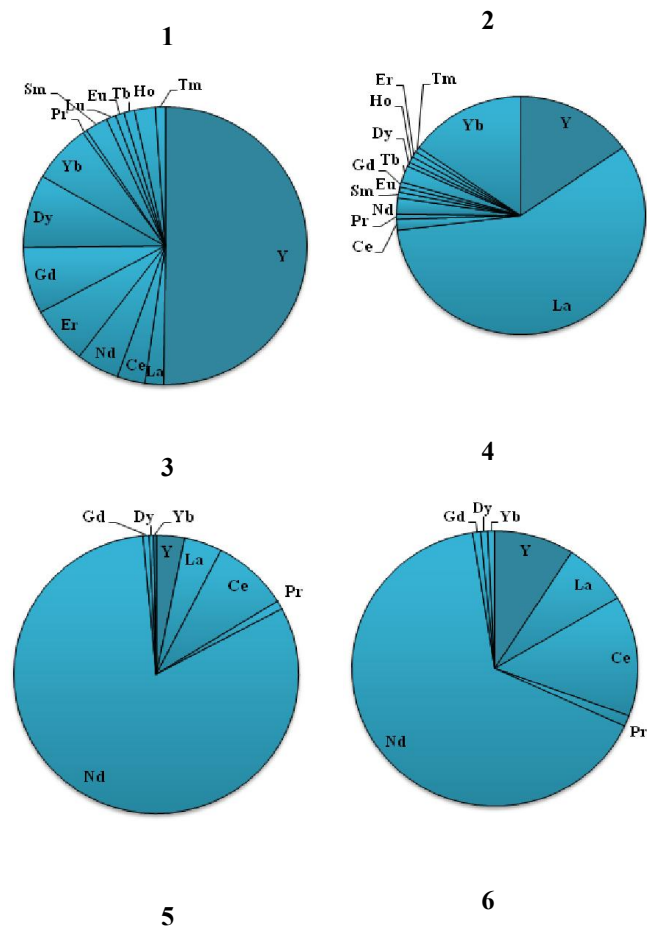 1
2
Sm
Lu
Eu
Tb
Ho
Tm
Pr
Yb
Dy
Gd
Er
Nd
Ce
La
Y
Er
Tm
Ho
Dy
Tb
Gd
Eu
Sm
Nd
Pr
Ce
Yb
Y
La
3
4
Gd
Dy
Yb
Y
La
Ce
Pr
Nd
Gd
Dy
Yb
Y
La
Ce
Pr
Nd
5
6